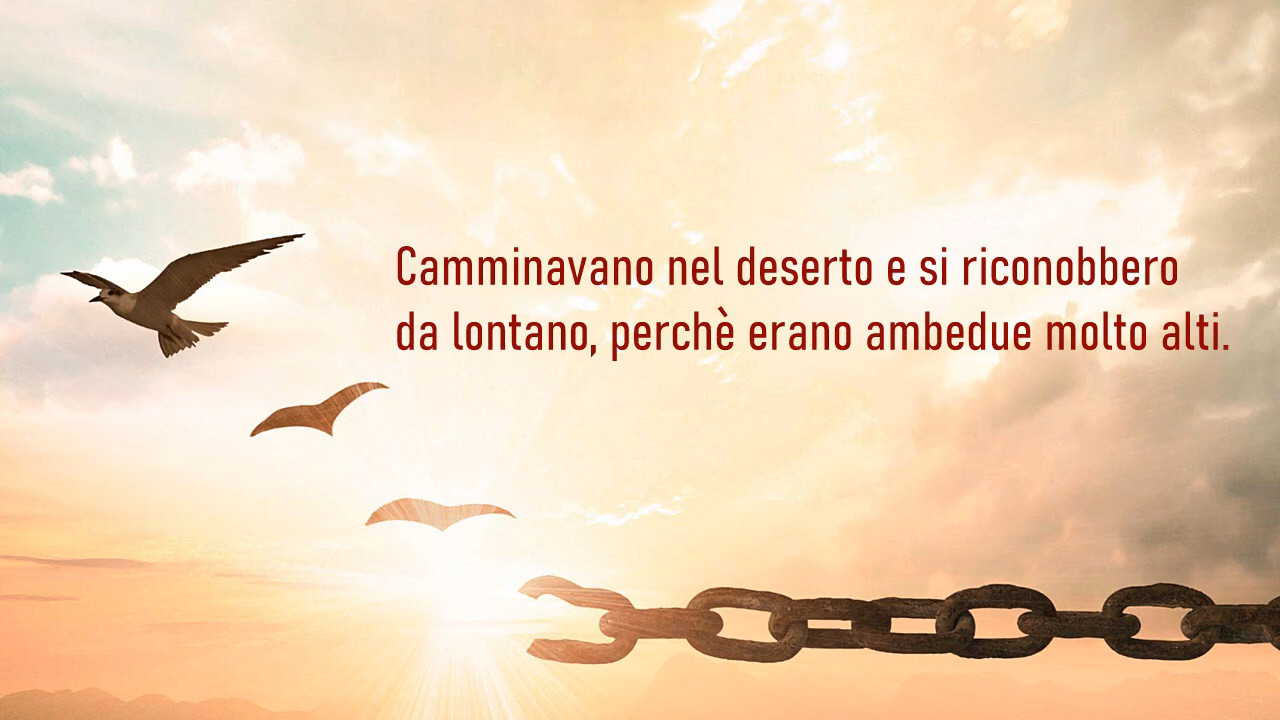 Camminavano nel deserto e si riconobbero
da lontano, perchè erano ambedue molto alti.